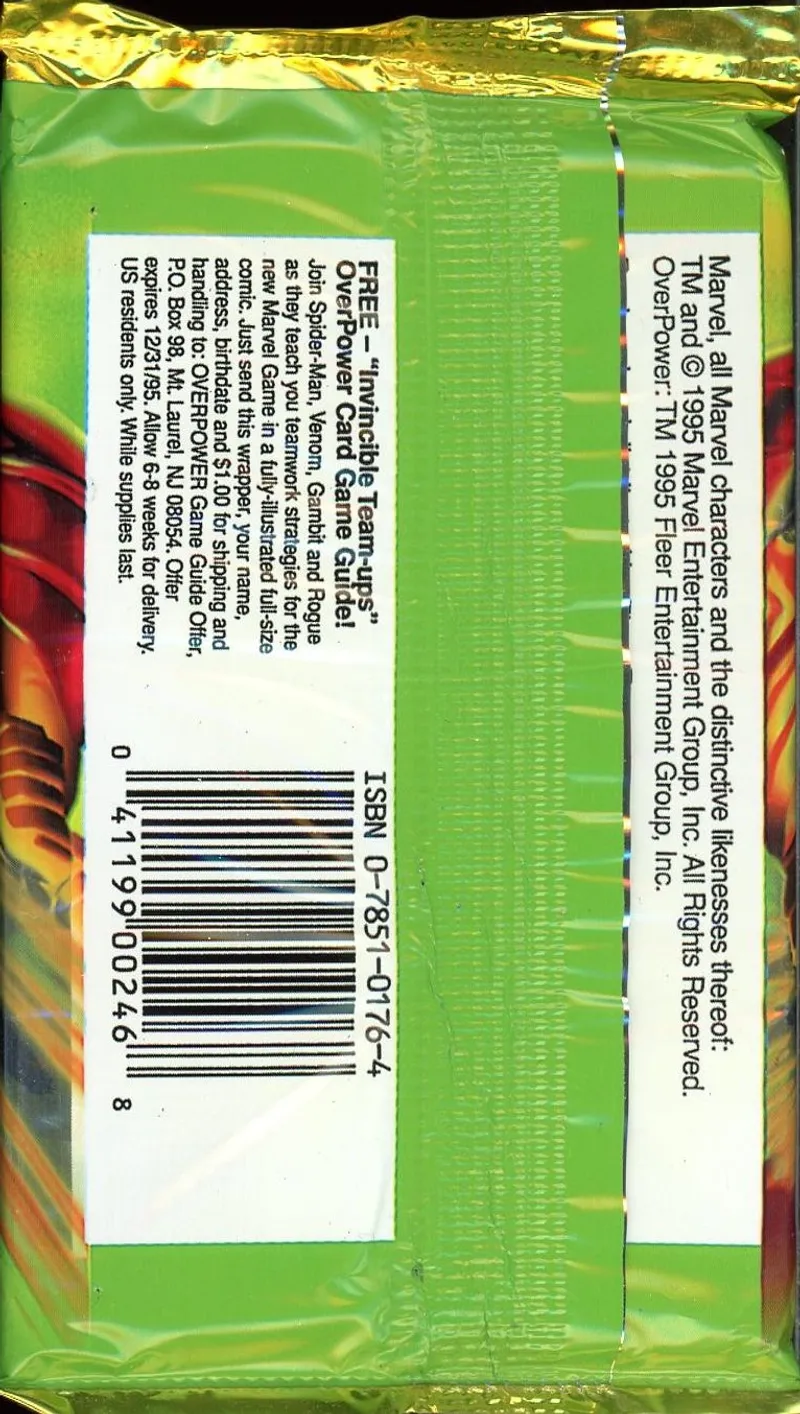 Marvel, all Marvel characters and the distinctive likenesses thereof:
TM and © 1995 Marvel Entertainment Group, Inc. All Rights Reserved.
OverPower: TM 1995 Fleer Entertainment Group, Inc.
FREE – "Invincible Team-ups"
OverPower Card Game Guide!
Join Spider-Man, Venom, Gambit and Rogue
as they teach you teamwork strategies for the
new Marvel Game in a fully-illustrated full-size
comic. Just send this wrapper, your name,
address, birthdate and $1.00 for shipping and
handling to: OVERPOWER Game Guide Offer,
P.O. Box 98, Mt. Laurel, NJ 08054. Offer
expires 12/31/95. Allow 6-8 weeks for delivery.
US residents only. While supplies last.
ISBN 0-7851-0176-4
0 41199 00246 8